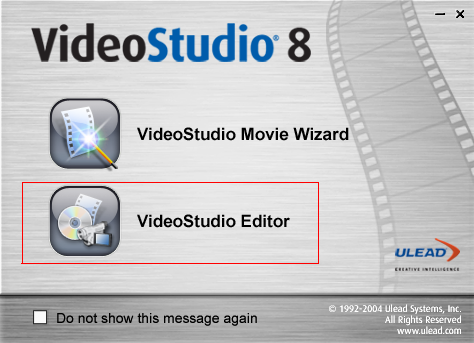 VideoStudio® 8
VideoStudio Movie Wizard
VideoStudio Editor
ULEAD
CREATIVE INTELLIGENCE
Do not show this message again
© 1992-2004 Ulead Systems, Inc.
All Rights Reserved
www.ulead.com